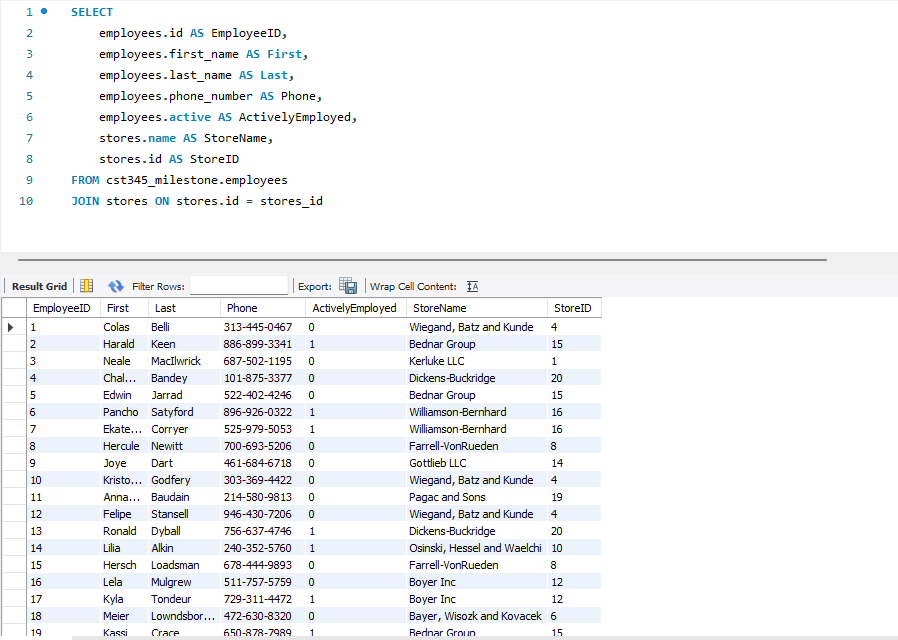 1 SELECT
2 employees.id AS EmployeeID,
3 employees.first_name AS First,
4 employees.last_name AS Last,
5 employees.phone_number AS Phone,
6 employees.active AS ActivelyEmployed,
7 stores.name AS StoreName,
8 stores.id AS StoreID
9 FROM cst345_milestone.employees
10 JOIN stores ON stores.id = stores_id
Result Grid Filter Rows: Export: Wrap Cell Content:
EmployeeID First Last Phone ActivelyEmployed StoreName StoreID
1 Colas Belli 313-445-0467 0 Wiegand, Batz and Kunde 4
2 Harald Keen 886-899-3341 1 Bednar Group 15
3 Neale MacIlwrick 687-502-1195 0 Kerluke LLC 1
4 Chal... Bandey 101-875-3377 0 Dickens-Buckridge 20
5 Edwin Jarrad 522-402-4246 0 Bednar Group 15
6 Pancho Satyford 896-926-0322 1 Williamson-Bernhard 16
7 Ekate... Corryer 525-979-5053 1 Williamson-Bernhard 16
8 Hercule Newitt 700-693-5206 0 Farrell-VonRueden 8
9 Joye Dart 461-684-6718 0 Gottlieb LLC 14
10 Kristo... Godfery 303-369-4422 0 Wiegand, Batz and Kunde 4
11 Anna... Baudain 214-580-9813 0 Pagac and Sons 19
12 Felipe Stansell 946-430-7206 0 Wiegand, Batz and Kunde 4
13 Ronald Dyball 756-637-4746 1 Dickens-Buckridge 20
14 Lilia Alkin 240-352-5760 1 Osinski, Hessel and Waelchi 10
15 Hersch Loadsman 678-444-9893 0 Farrell-VonRueden 8
16 Lela Mulgrew 511-757-5759 0 Boyer Inc 12
17 Kyla Tondeur 729-311-4472 1 Boyer Inc 12
18 Meier Lowndsbor... 472-630-8320 0 Bayer, Wisozk and Kovacek 6
19 Kassi Crace 650-878-7989 1 Bednar Group 15